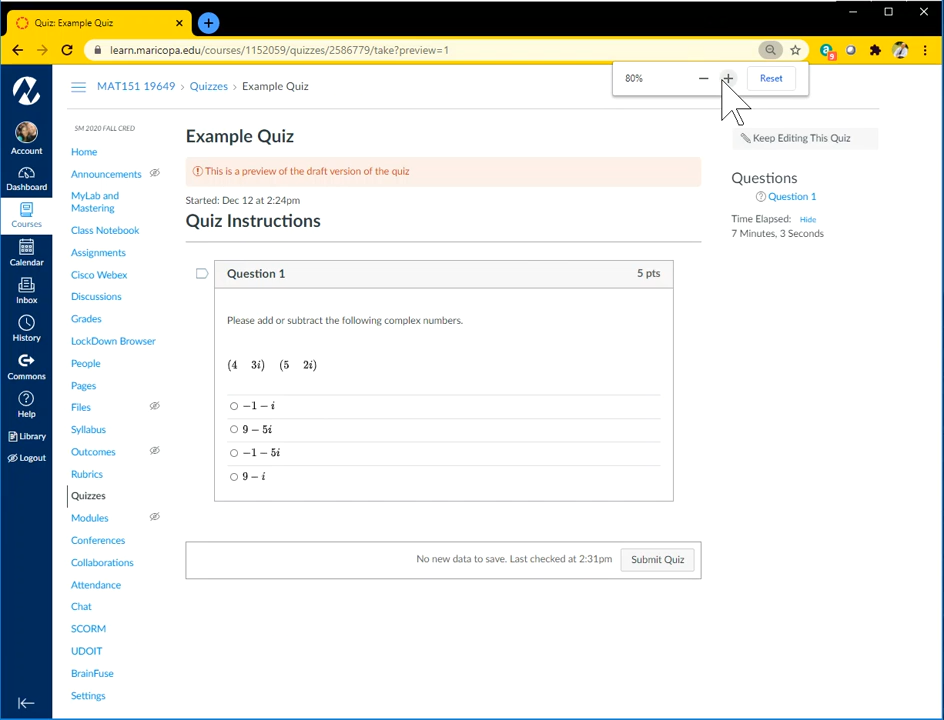 Quiz: Example Quiz
learn.maricopa.edu/courses/1152059/quizzes/2586779/take?preview=1
9
80%
Reset
MAT151 19649 › Quizzes › Example Quiz
Account
Dashboard
Courses
Calendar
Inbox
History
Commons
Help
Library
Logout
SM 2020 FALL CRED
Home
Announcements
MyLab and
Mastering
Class Notebook
Assignments
Cisco Webex
Discussions
Grades
LockDown Browser
People
Pages
Files
Syllabus
Outcomes
Rubrics
Quizzes
Modules
Conferences
Collaborations
Attendance
Chat
SCORM
UDOIT
BrainFuse
Settings
Example Quiz
This is a preview of the draft version of the quiz
Started: Dec 12 at 2:24pm
Quiz Instructions
Question 1 5 pts
Please add or subtract the following complex numbers.
(4 3i) (5 2i)
−1 − i
9 − 5i
−1 − 5i
9 − i
No new data to save. Last checked at 2:31pm Submit Quiz
Keep Editing This Quiz
Questions
Question 1
Time Elapsed: Hide
7 Minutes, 3 Seconds